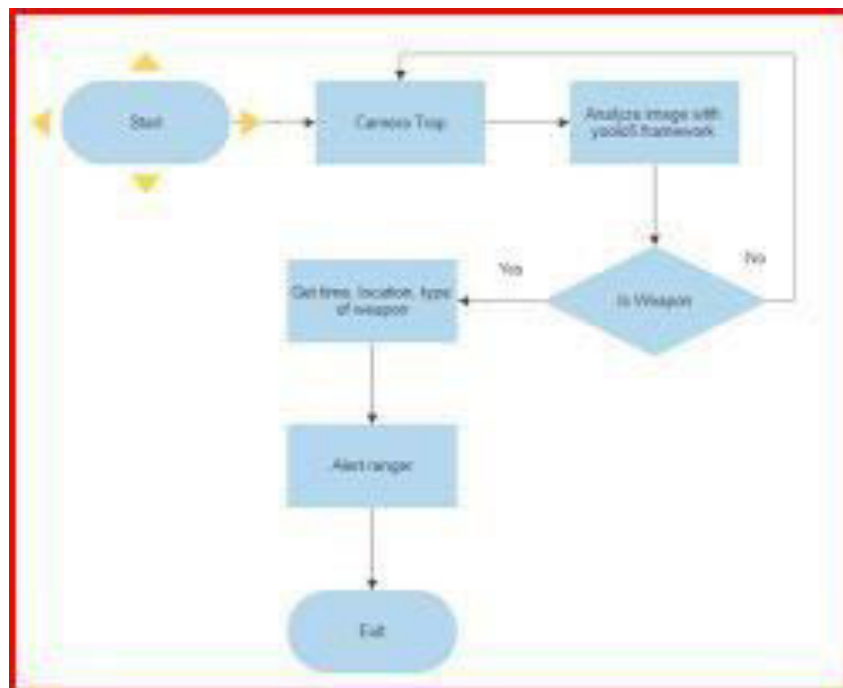 Start
Camera Trap
Analyze image with
yoolo5 framework
Is Weapon
No
Yes
Get time, location, type
of weapon
Alert ranger
Exit